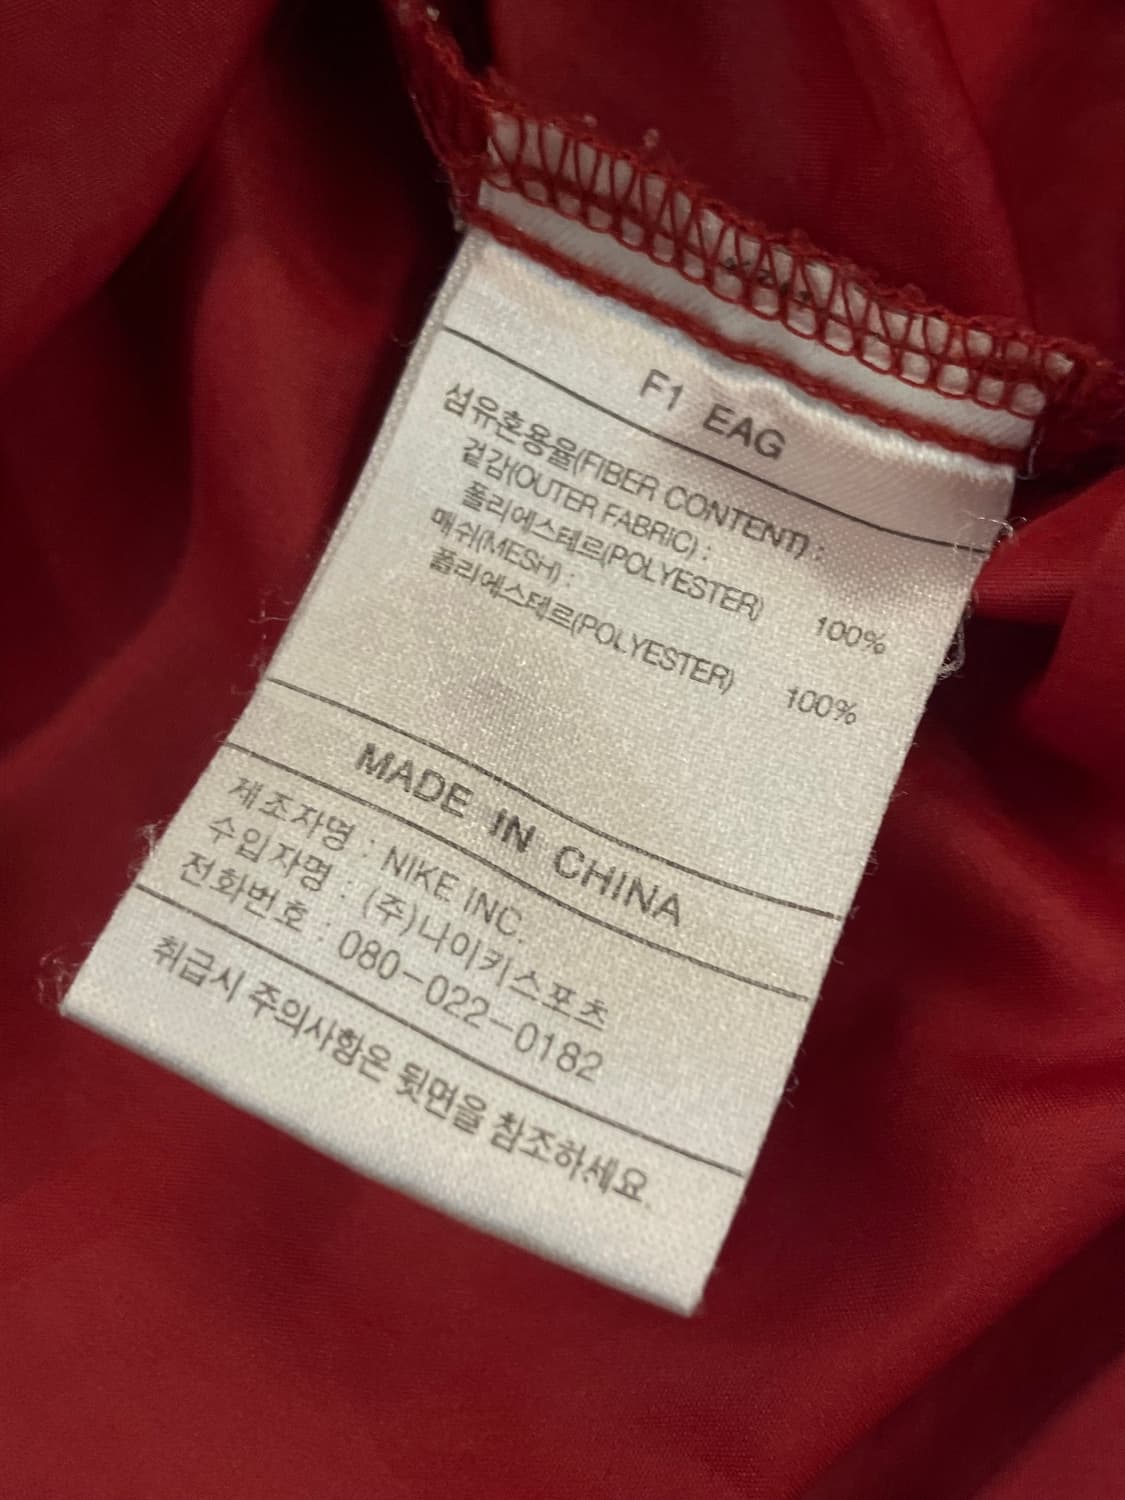 F1 EAG
섬유혼용율(FIBER CONTENT) :
겉감(OUTER FABRIC) :
폴리에스테르(POLYESTER) 100%
매쉬(MESH) :
폴리에스테르(POLYESTER) 100%
MADE IN CHINA
제조자명 : NIKE INC.
수입자명 : (주)나이키스포츠
전화번호 : 080-022-0182
취급시 주의사항은 뒷면을 참조하세요.